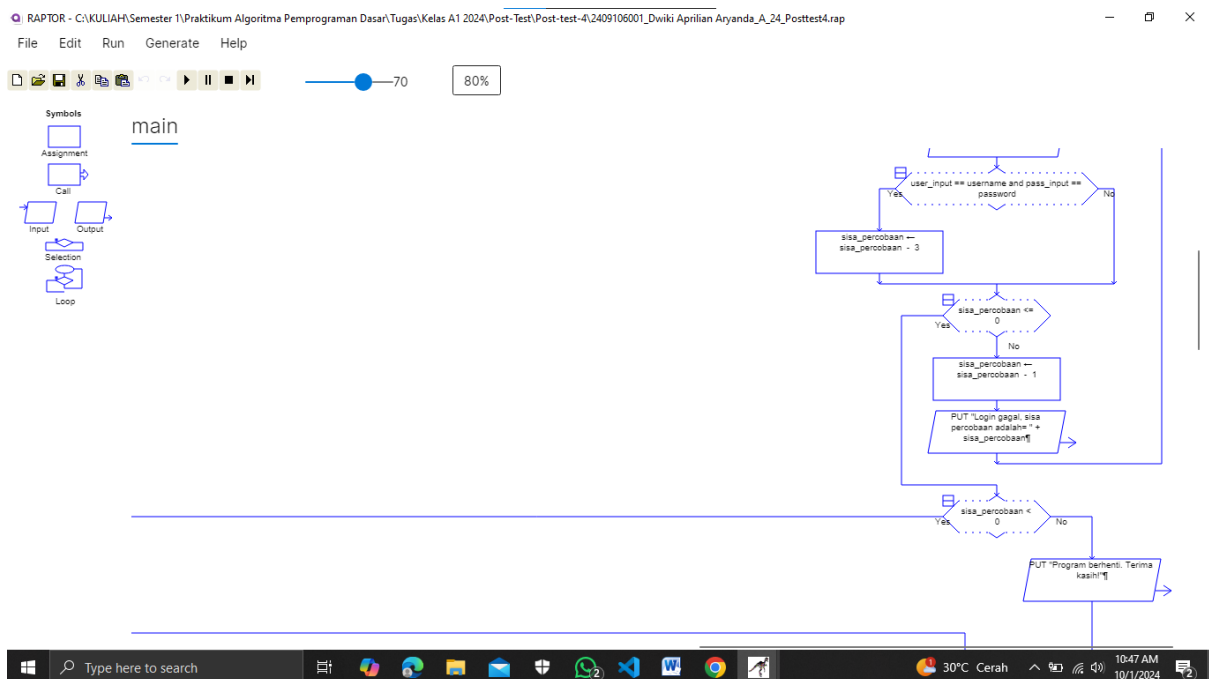 RAPTOR - C:\KULIAH\Semester 1\Praktikum Algoritma Pemprograman Dasar\Tugas\Kelas A1 2024\Post-Test\Post-test-4\2409106001_Dwiki Aprilian Aryanda_A_24_Posttest4.rap
File Edit Run Generate Help
70
80%
Symbols
Assignment
Call
Input Output
Selection
Loop
main
user_input == username and pass_input ==
password
Yes
No
sisa_percobaan ←
sisa_percobaan - 3
sisa_percobaan <=
0
Yes
No
sisa_percobaan ←
sisa_percobaan - 1
PUT "Login gagal, sisa
percobaan adalah= " +
sisa_percobaan¶
sisa_percobaan <
0
Yes
No
PUT "Program berhenti. Terima
kasih!"¶
Type here to search
2
30°C Cerah
10:47 AM
10/1/2024
2